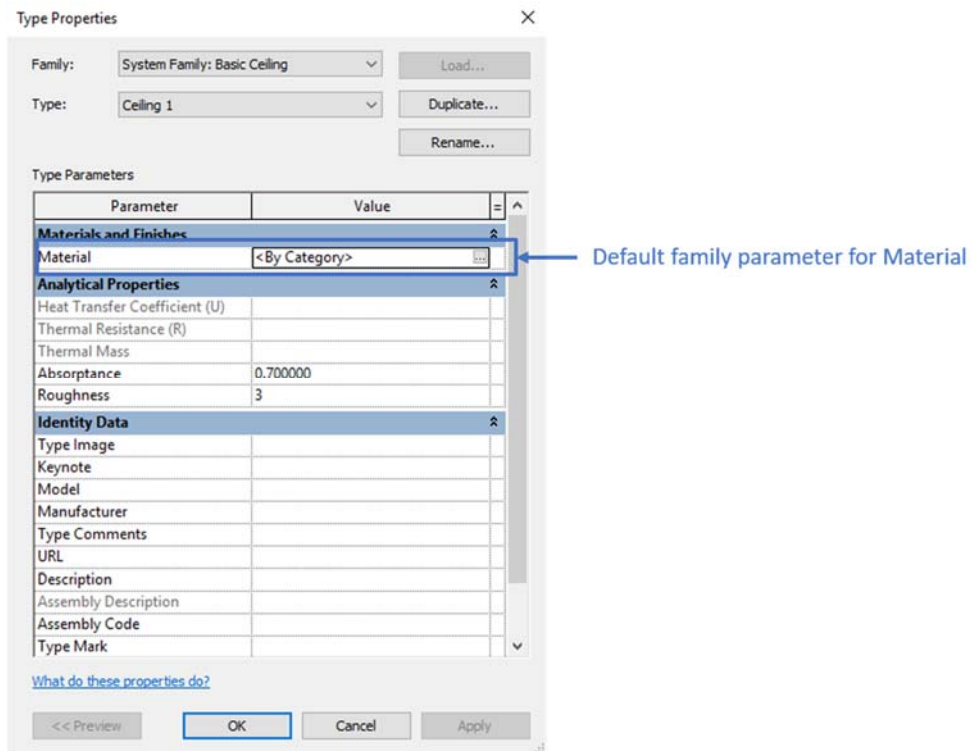 Type Properties
Family: System Family: Basic Ceiling Load...
Type: Ceiling 1 Duplicate...
Rename...
Type Parameters
Parameter Value =
Materials and Finishes
Material <By Category> ...
Default family parameter for Material
Analytical Properties
Heat Transfer Coefficient (U)
Thermal Resistance (R)
Thermal Mass
Absorptance 0.700000
Roughness 3
Identity Data
Type Image
Keynote
Model
Manufacturer
Type Comments
URL
Description
Assembly Description
Assembly Code
Type Mark
What do these properties do?
<< Preview OK Cancel Apply